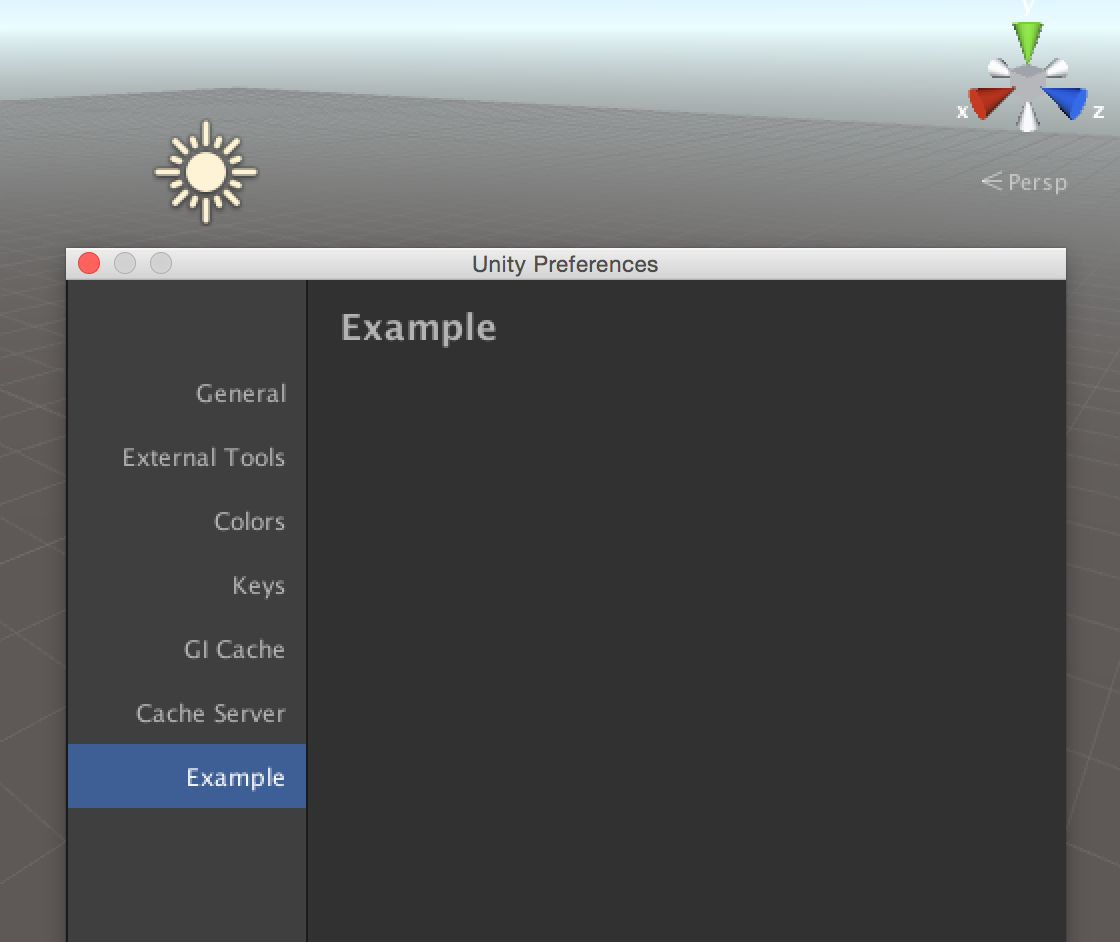 y
x
z
Persp
Unity Preferences
Example
General
External Tools
Colors
Keys
GI Cache
Cache Server
Example